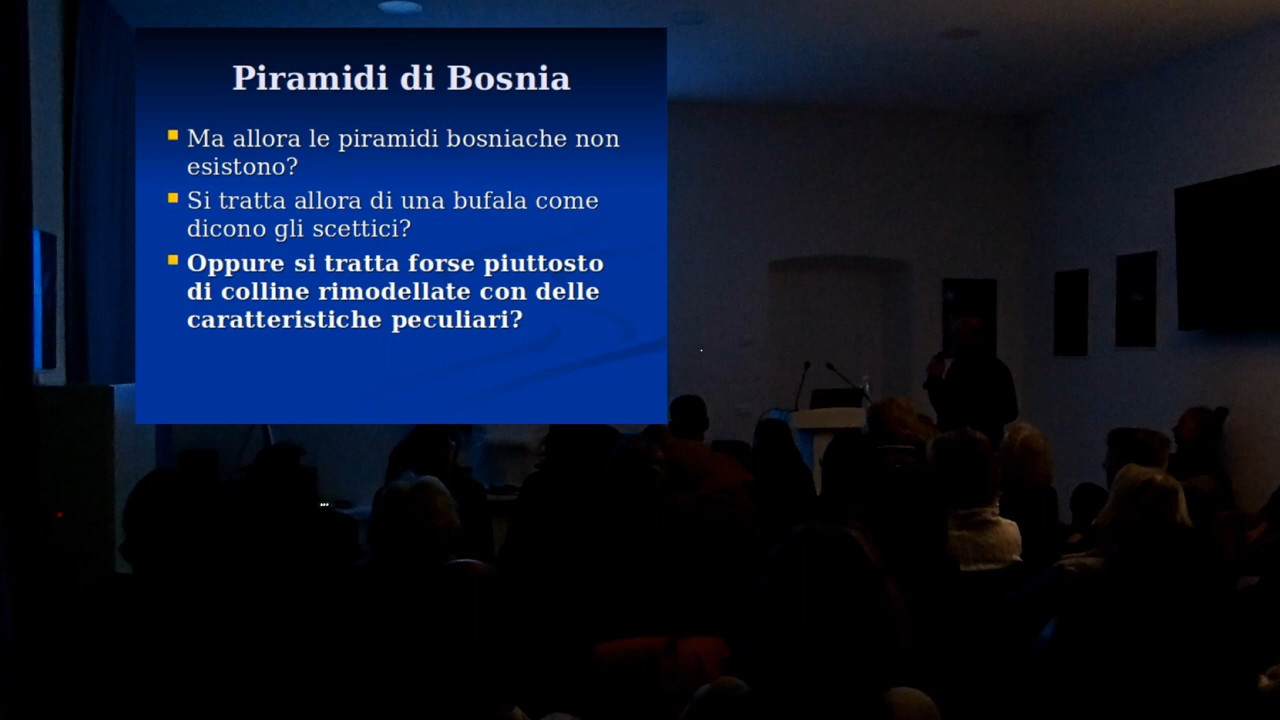 Piramidi di Bosnia
Ma allora le piramidi bosniache non
esistono?
Si tratta allora di una bufala come
dicono gli scettici?
Oppure si tratta forse piuttosto
di colline rimodellate con delle
caratteristiche peculiari?